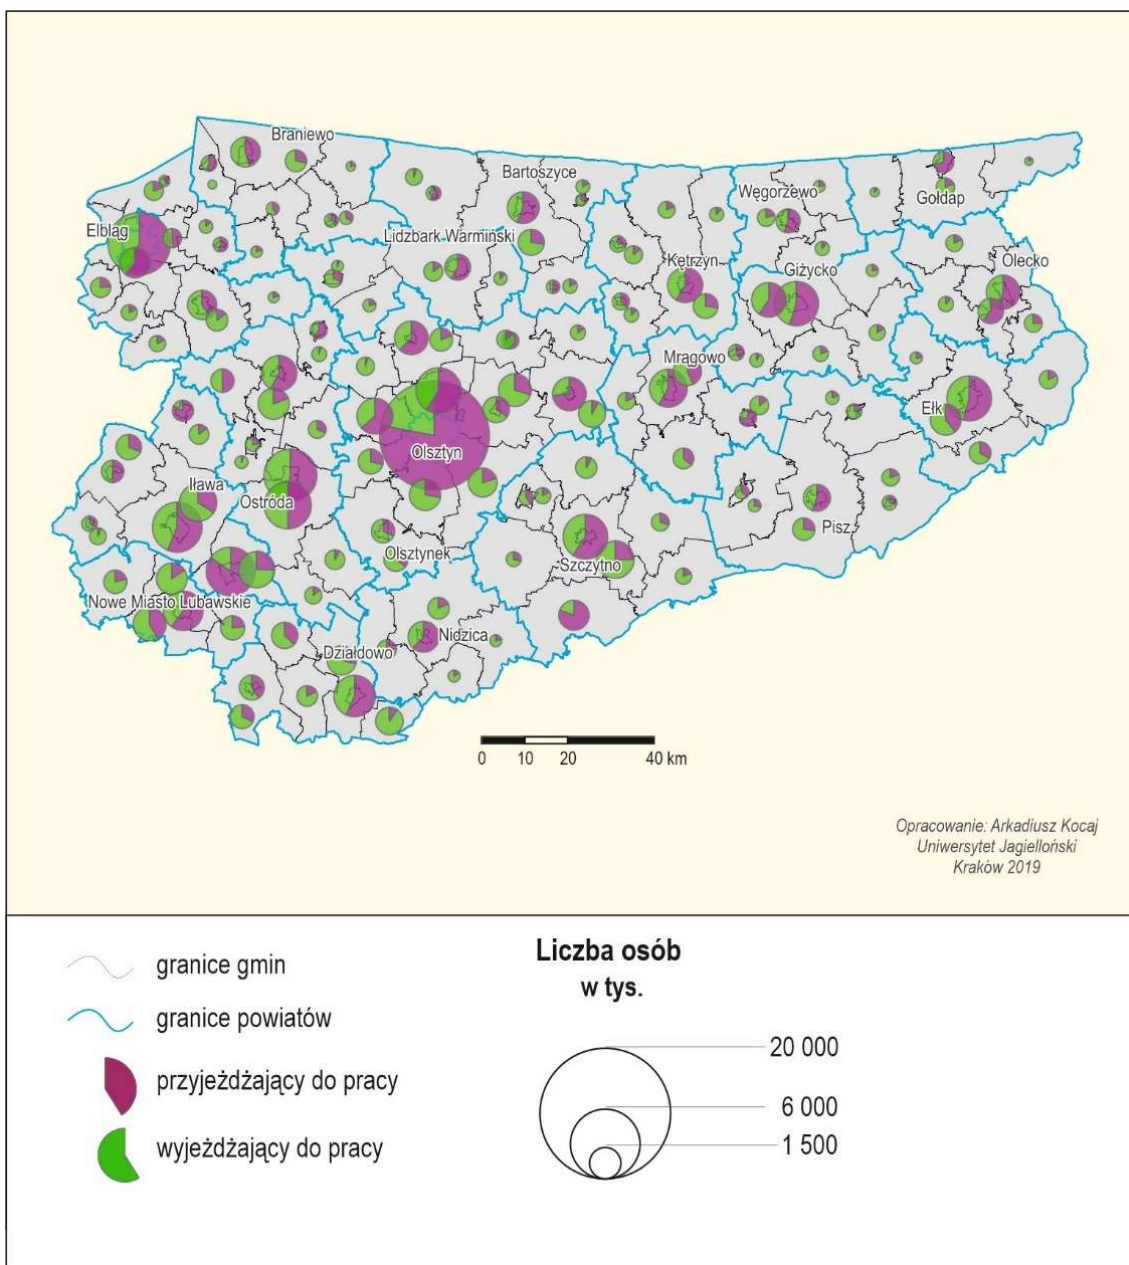 Braniewo
Bartoszyce
Węgorzewo
Gołdap
Elbląg
Lidzbark Warmiński
Kętrzyn
Giżycko
Olecko
Mrągowo
Ełk
Olsztyn
Iława
Ostróda
Pisz
Olsztynek
Szczytno
Nowe Miasto Lubawskie
Działdowo
Nidzica
0 10 20 40 km
Opracowanie: Arkadiusz Kocaj
Uniwersytet Jagielloński
Kraków 2019
granice gmin
granice powiatów
przyjeżdżający do pracy
wyjeżdżający do pracy
Liczba osób
w tys.
20 000
6 000
1 500